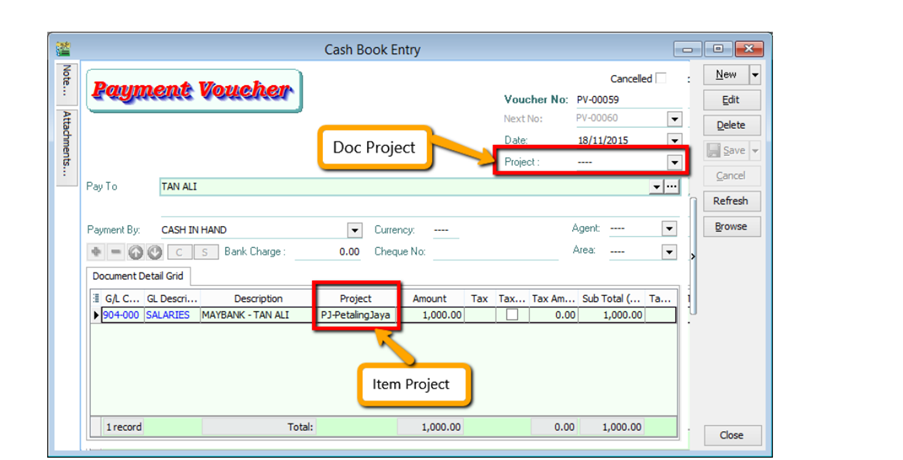 Cash Book Entry
Note...
Attachments...
Payment Voucher
Cancelled
Voucher No: PV-00059
Next No: PV-00060
Date: 18/11/2015
Project : ----
Doc Project
Pay To TAN ALI
Payment By: CASH IN HAND Currency: ---- Agent: ----
C S Bank Charge : 0.00 Cheque No: Area: ----
Document Detail Grid
G/L C... GL Descri... Description Project Amount Tax Tax... Tax Am... Sub Total (... Ta...
904-000 SALARIES MAYBANK - TAN ALI PJ-PetalingJaya 1,000.00 0.00 1,000.00
Item Project
1 record Total: 1,000.00 0.00 1,000.00
New
Edit
Delete
Save
Cancel
Refresh
Browse
Close